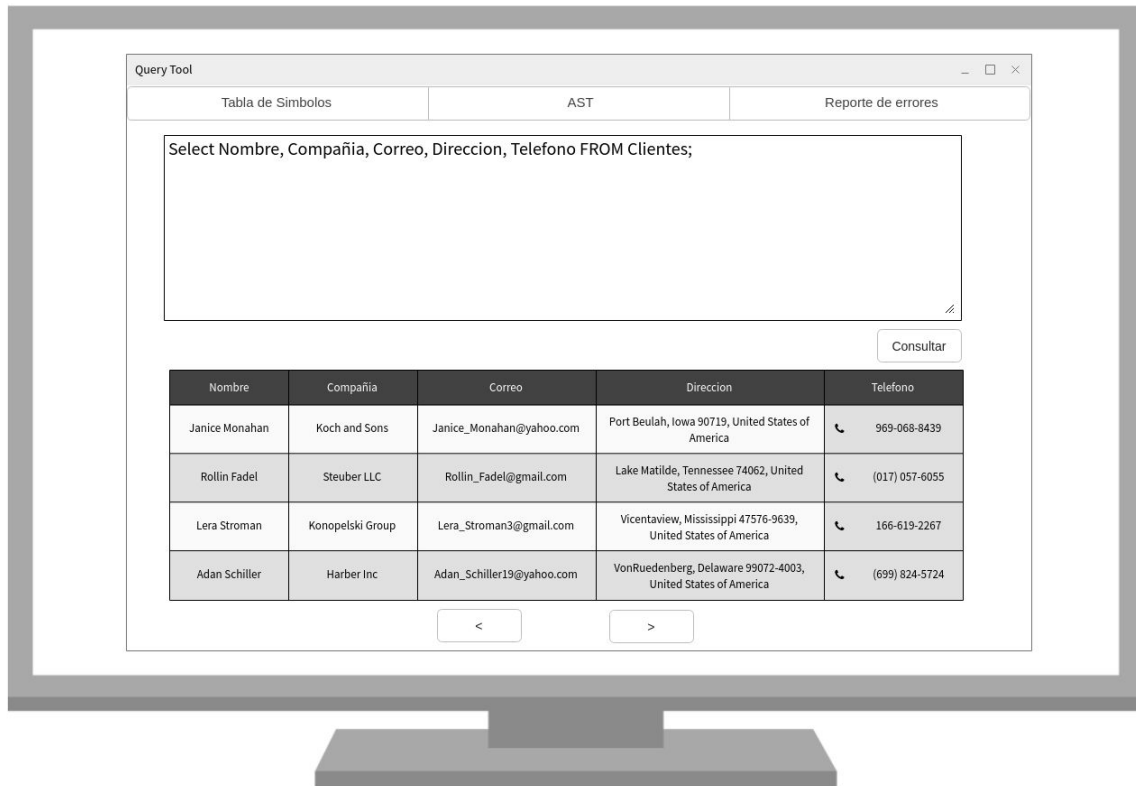 Query Tool
Tabla de Simbolos AST Reporte de errores
Select Nombre, Compañia, Correo, Direccion, Telefono FROM Clientes;
Consultar
Nombre Compañia Correo Direccion Telefono
Janice Monahan Koch and Sons Janice_Monahan@yahoo.com Port Beulah, Iowa 90719, United States of America 969-068-8439
Rollin Fadel Steuber LLC Rollin_Fadel@gmail.com Lake Matilde, Tennessee 74062, United States of America (017) 057-6055
Lera Stroman Konopelski Group Lera_Stroman3@gmail.com Vicentaview, Mississippi 47576-9639, United States of America 166-619-2267
Adan Schiller Harber Inc Adan_Schiller19@yahoo.com VonRuedenberg, Delaware 99072-4003, United States of America (699) 824-5724
< >